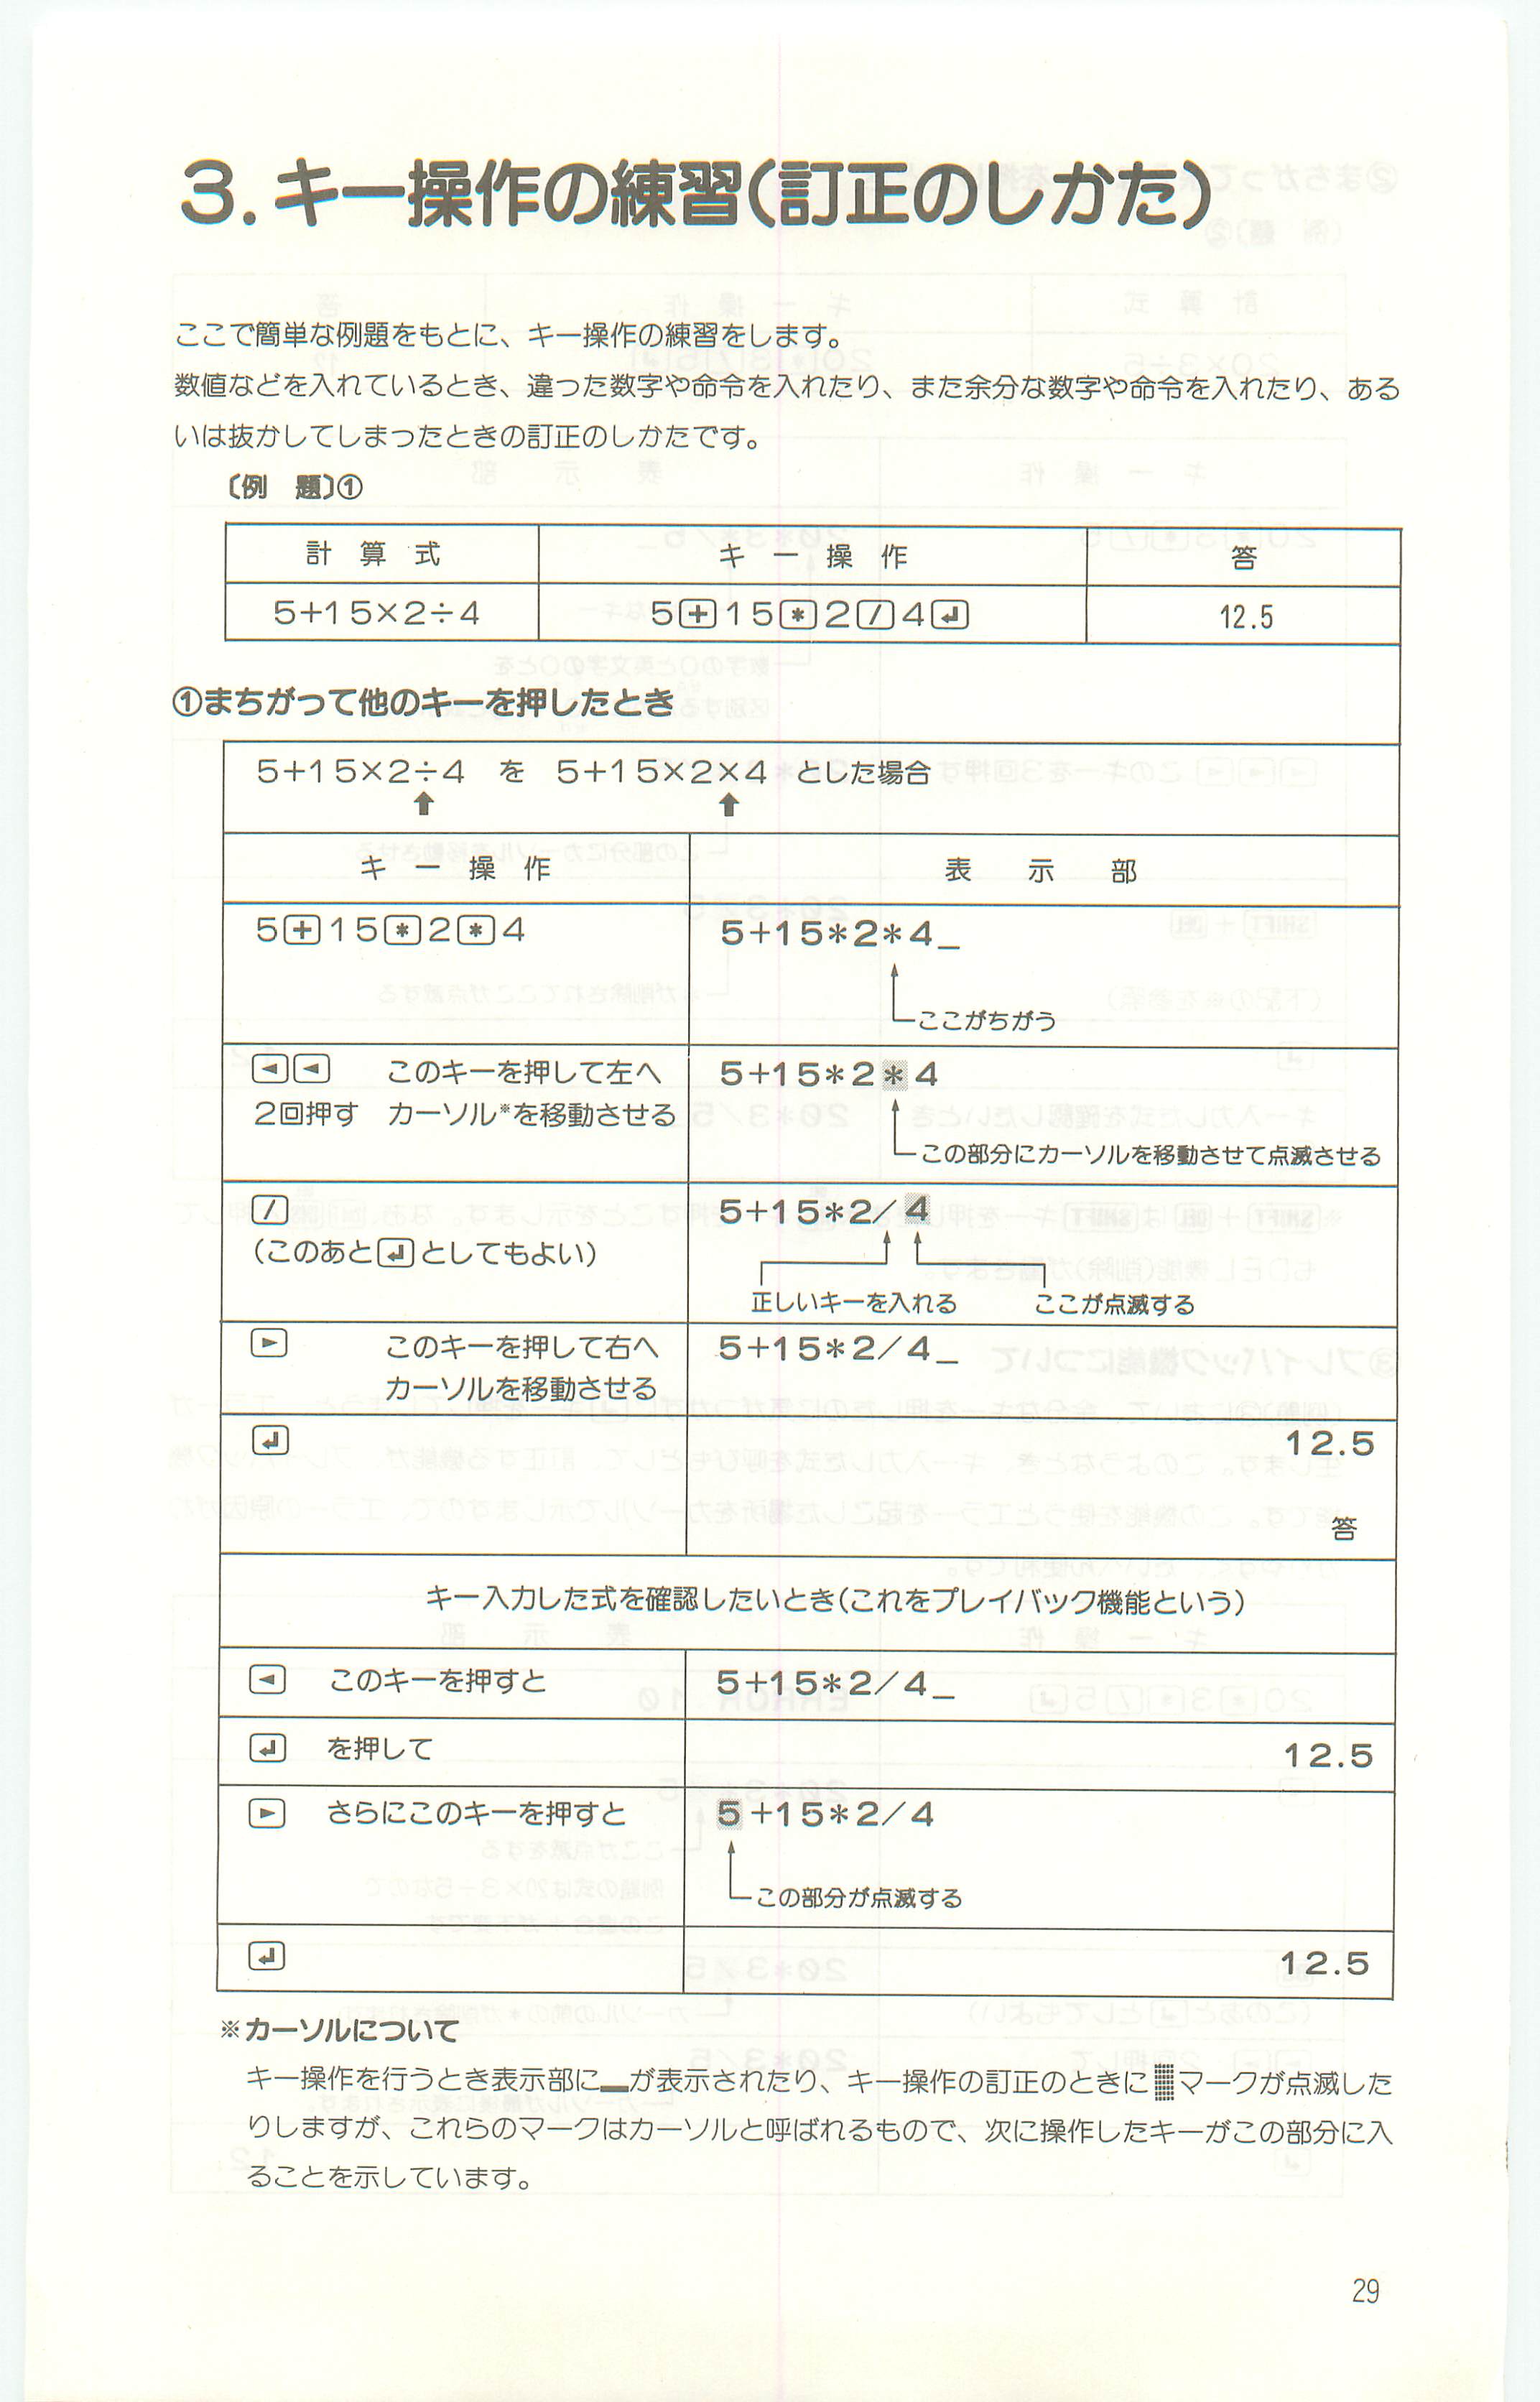 3.キー操作の練習(訂正のしかた)
ここで簡単な例題をもとに、キー操作の練習をします。
数値などを入れているとき、違った数字や命令を入れたり、また余分な数字や命令を入れたり、ある
いは抜かしてしまったときの訂正のしかたです。
〔例　題〕①
計　算　式　キ　ー　操　作　答
5+15×2÷4　5[+]15[*]2[/]4[↵]　12.5
①まちがって他のキーを押したとき
5+15×2÷4　を　5+15×2×4　とした場合
⬆　⬆
キ　ー　操　作　表　示　部
5[+]15[*]2[*]4　5+15*2*4_
ここがちがう
[◄][◄]　このキーを押して左へ　5+15*2*4
2回押す　カーソル※を移動させる
この部分にカーソルを移動させて点滅させる
[/]　5+15*2/4
(このあと[↵]としてもよい)
正しいキーを入れる　ここが点滅する
[►]　このキーを押して右へ　5+15*2/4_
カーソルを移動させる
[↵]　12.5
答
キー入力した式を確認したいとき(これをプレイバック機能という)
[◄]　このキーを押すと　5+15*2/4_
[↵]　を押して　12.5
[►]　さらにこのキーを押すと　5+15*2/4
この部分が点滅する
[↵]　12.5
※カーソルについて
キー操作を行うとき表示部に▂が表示されたり、キー操作の訂正のときに▒マークが点滅した
りしますが、これらのマークはカーソルと呼ばれるもので、次に操作したキーがこの部分に入
ることを示しています。
29